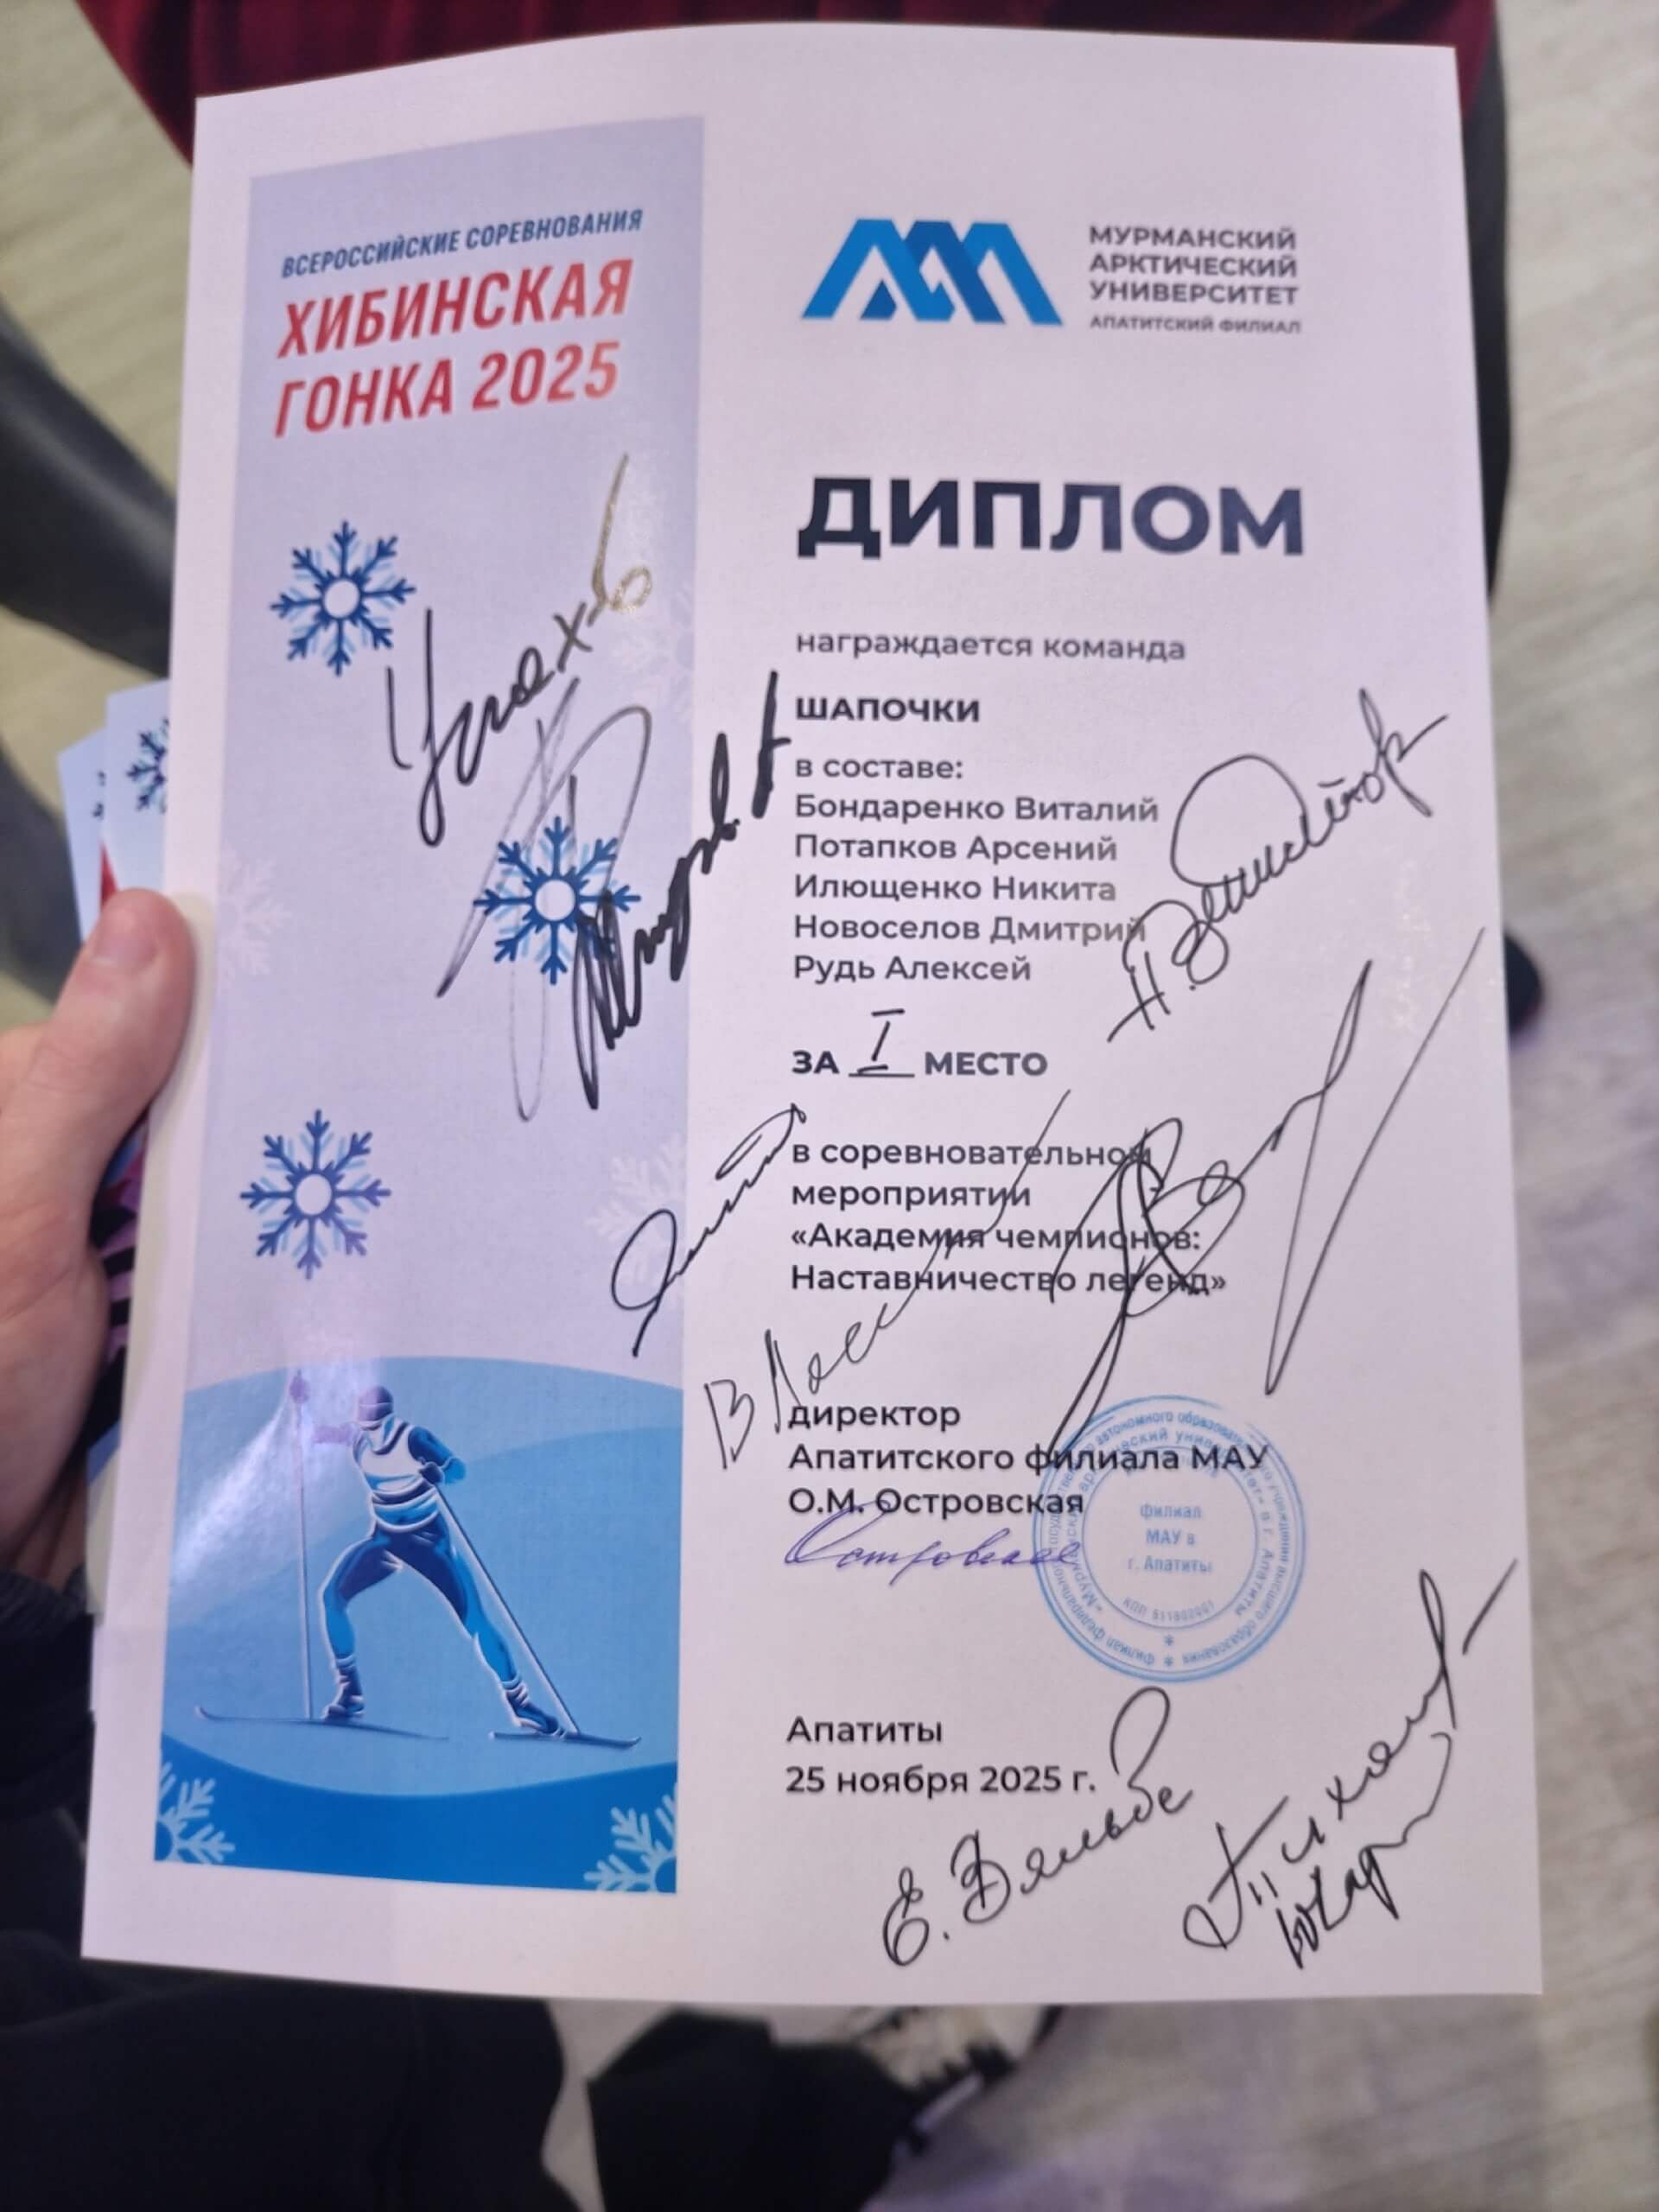 ВСЕРОССИЙСКИЕ СОРЕВНОВАНИЯ
ХИБИНСКАЯ
ГОНКА 2025
МУРМАНСКИЙ
АРКТИЧЕСКИЙ
УНИВЕРСИТЕТ
АПАТИТСКИЙ ФИЛИАЛ
ДИПЛОМ
награждается команда
ШАПОЧКИ
в составе:
Бондаренко Виталий
Потапков Арсений
Илющенко Никита
Новоселов Дмитрий
Рудь Алексей
ЗА I МЕСТО
в соревновательном
мероприятии
«Академия чемпионов:
Наставничество легенд»
директор
Апатитского филиала МАУ
О.М. Островская
филиал
МАУ в
г. Апатиты
Апатиты
25 ноября 2025 г.
Е. Вяльбе